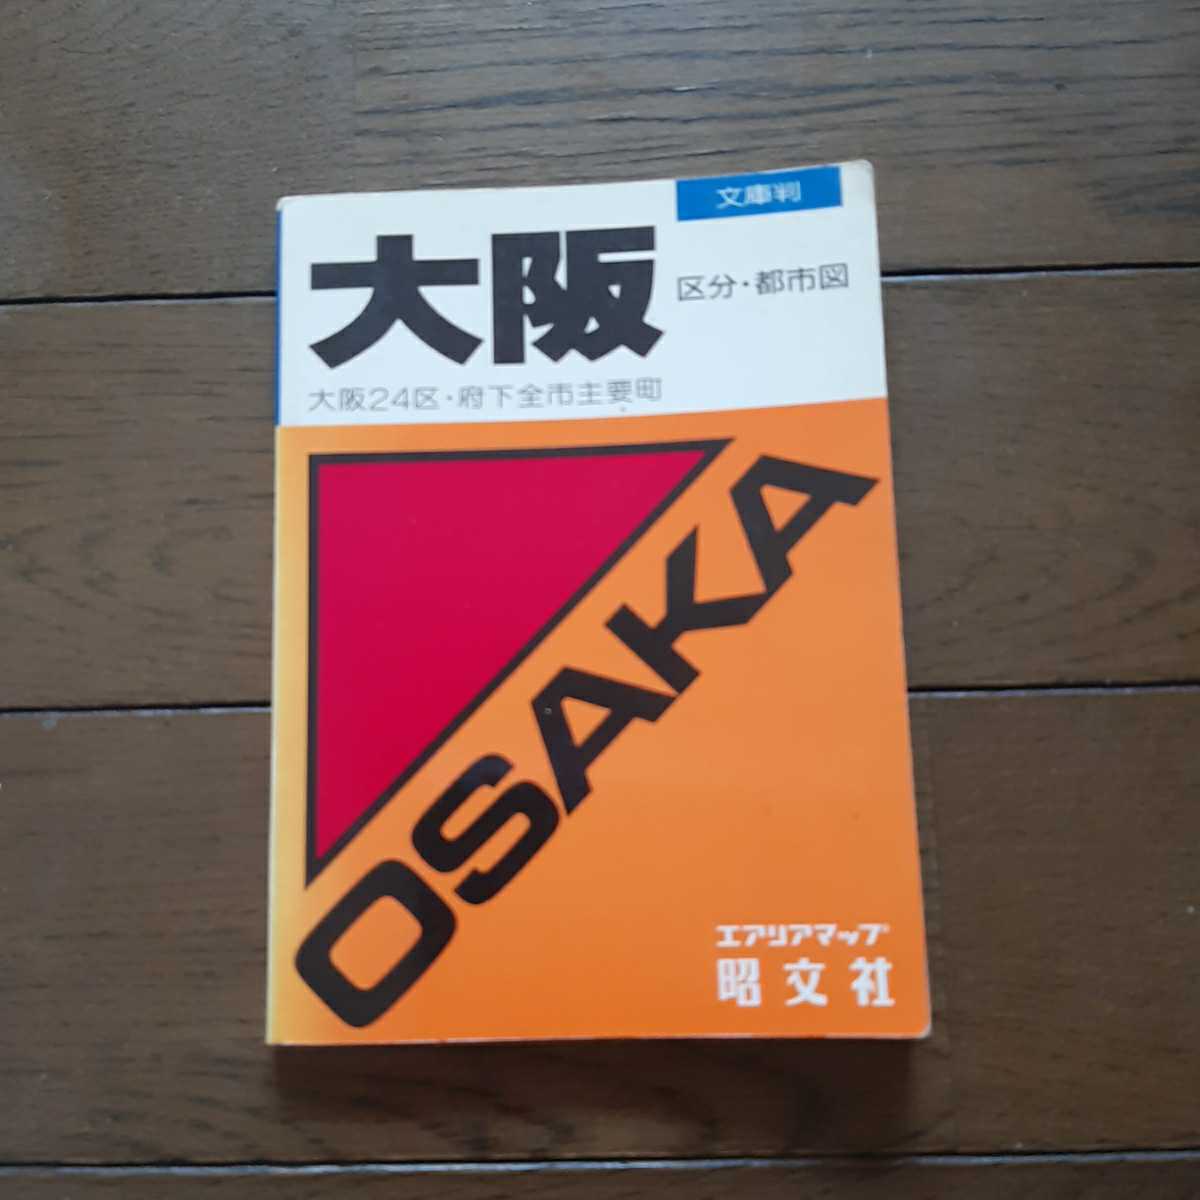 文庫判
大阪
区分・都市図
大阪24区・府下全市主要町
OSAKA
エアリアマップ
昭文社